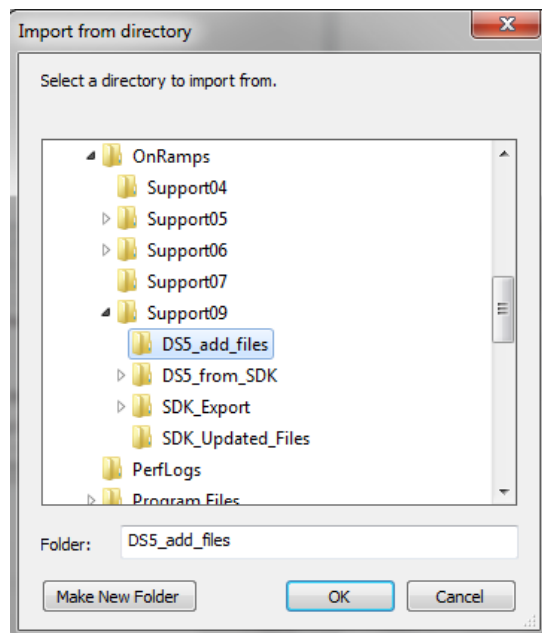 Import from directory
Select a directory to import from.
OnRamps
Support04
Support05
Support06
Support07
Support09
DS5_add_files
DS5_from_SDK
SDK_Export
SDK_Updated_Files
PerfLogs
Program Files
Folder: DS5_add_files
Make New Folder OK Cancel